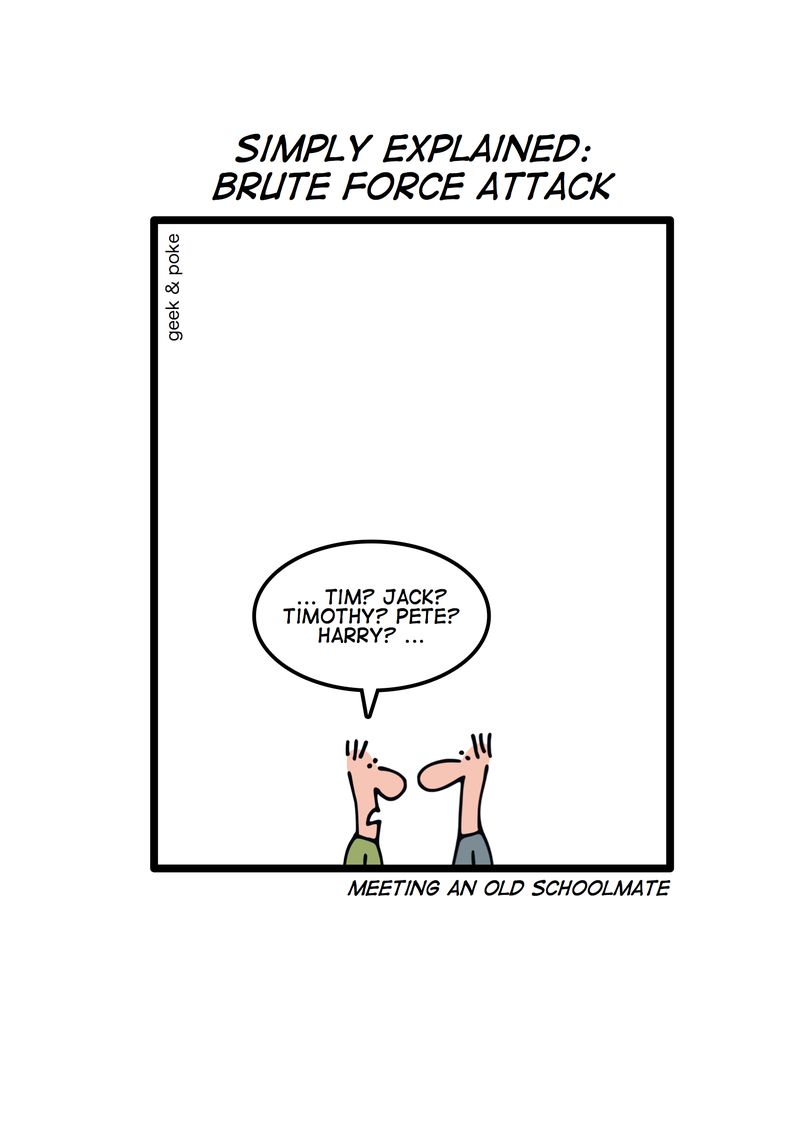 SIMPLY EXPLAINED:
BRUTE FORCE ATTACK
geek & poke
... TIM? JACK?
TIMOTHY? PETE?
HARRY? ...
MEETING AN OLD SCHOOLMATE